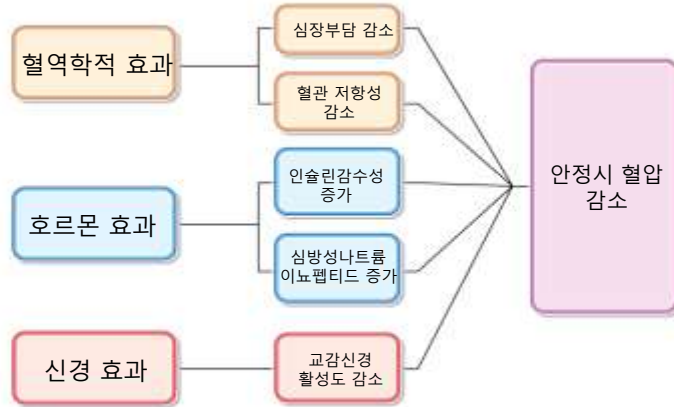 혈역학적 효과
심장부담 감소
혈관 저항성
감소
호르몬 효과
인슐린감수성
증가
심방성나트륨
이뇨펩티드 증가
신경 효과
교감신경
활성도 감소
안정시 혈압
감소